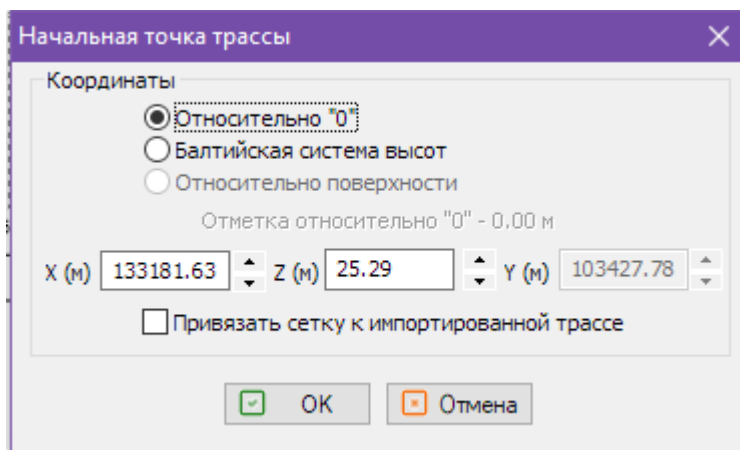 Начальная точка трассы
Координаты
Относительно "0"
Балтийская система высот
Относительно поверхности
Отметка относительно "0" - 0,00 м
X (м) 133181.63 Z (м) 25.29 Y (м) 103427.78
Привязать сетку к импортированной трассе
OK Отмена